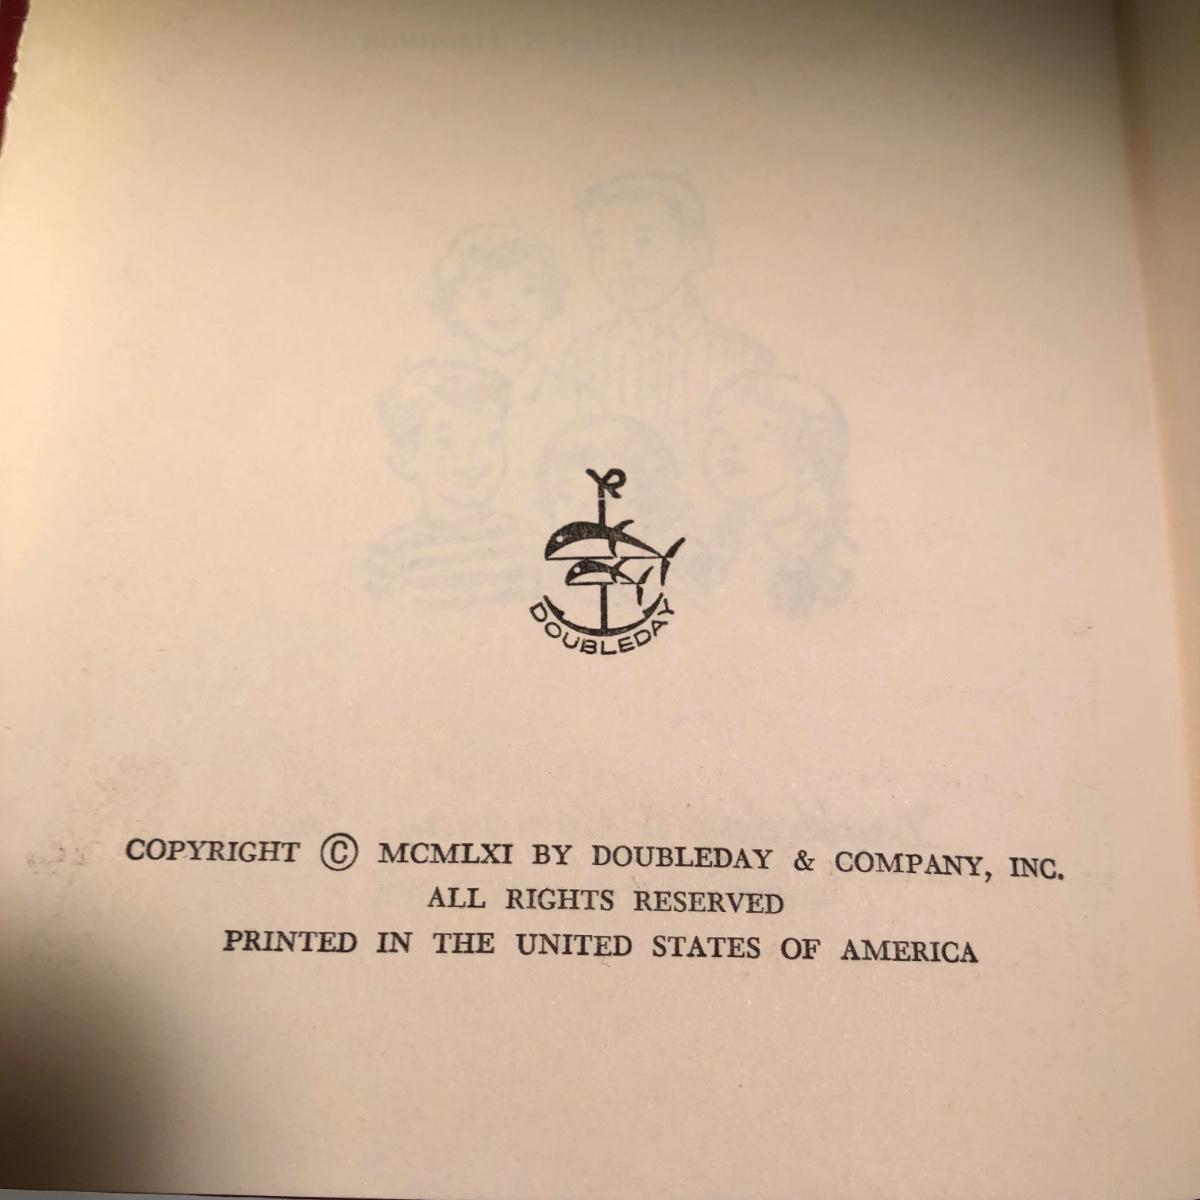 DOUBLEDAY
COPYRIGHT © MCMLXI BY DOUBLEDAY & COMPANY, INC.
ALL RIGHTS RESERVED
PRINTED IN THE UNITED STATES OF AMERICA